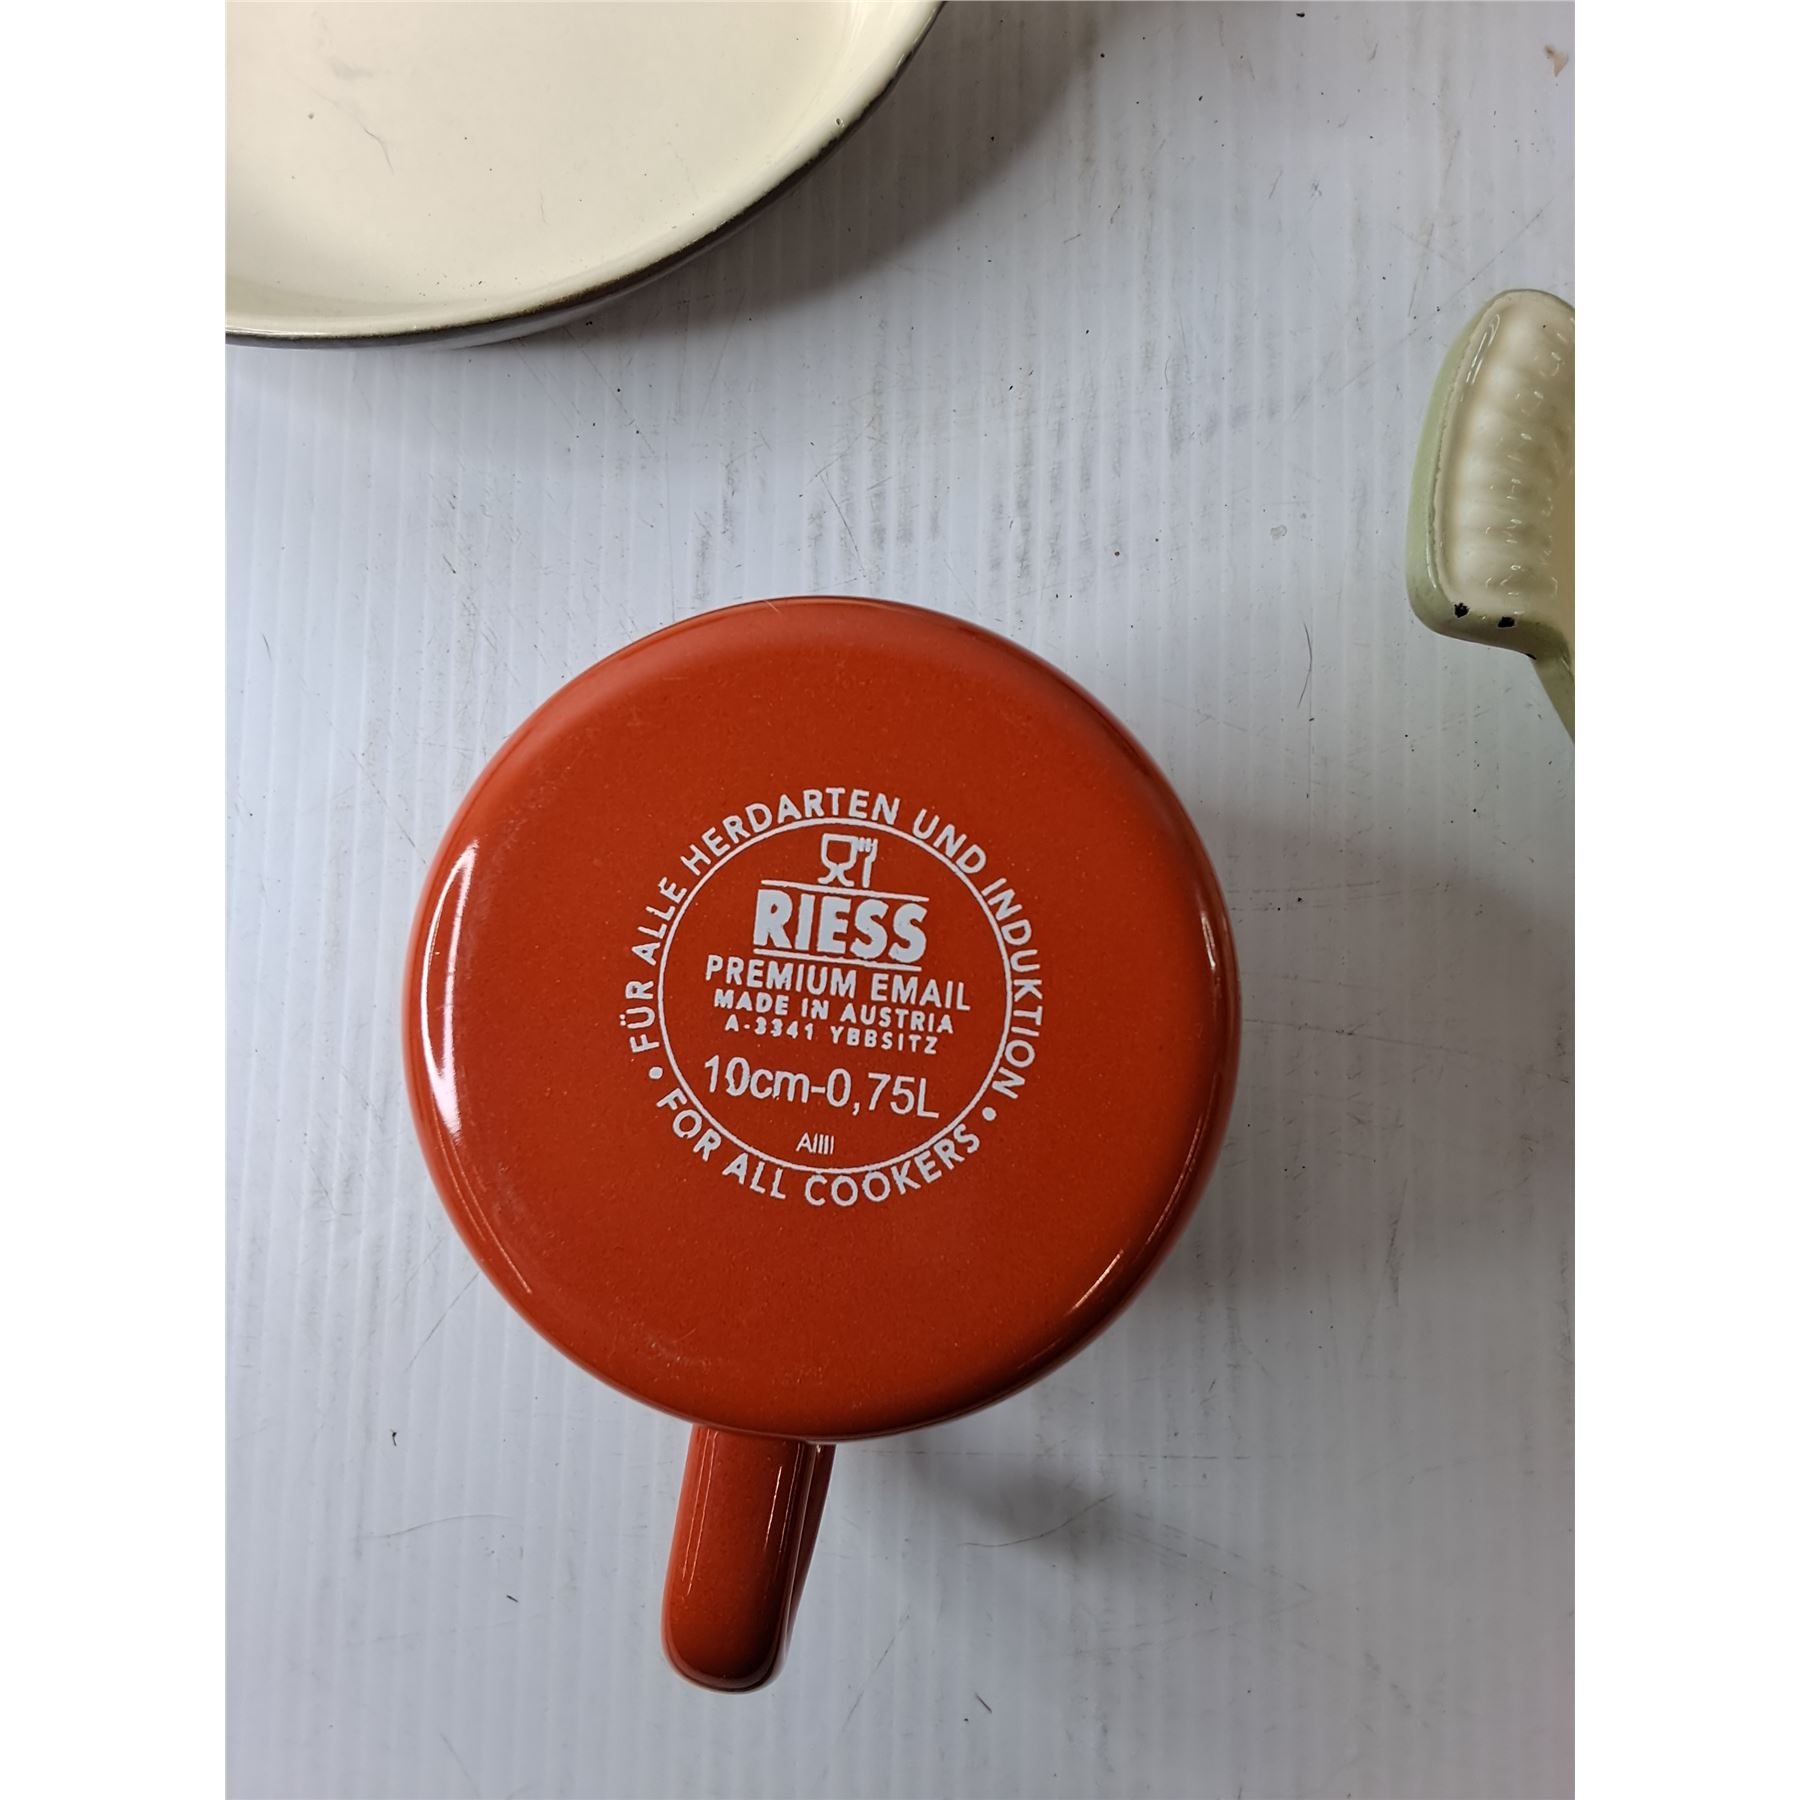 • FÜR ALLE HERDARTEN UND INDUKTION •
RIESS
PREMIUM EMAIL
MADE IN AUSTRIA
A-3341 YBBSITZ
10cm-0,75L
AIIII
FOR ALL COOKERS